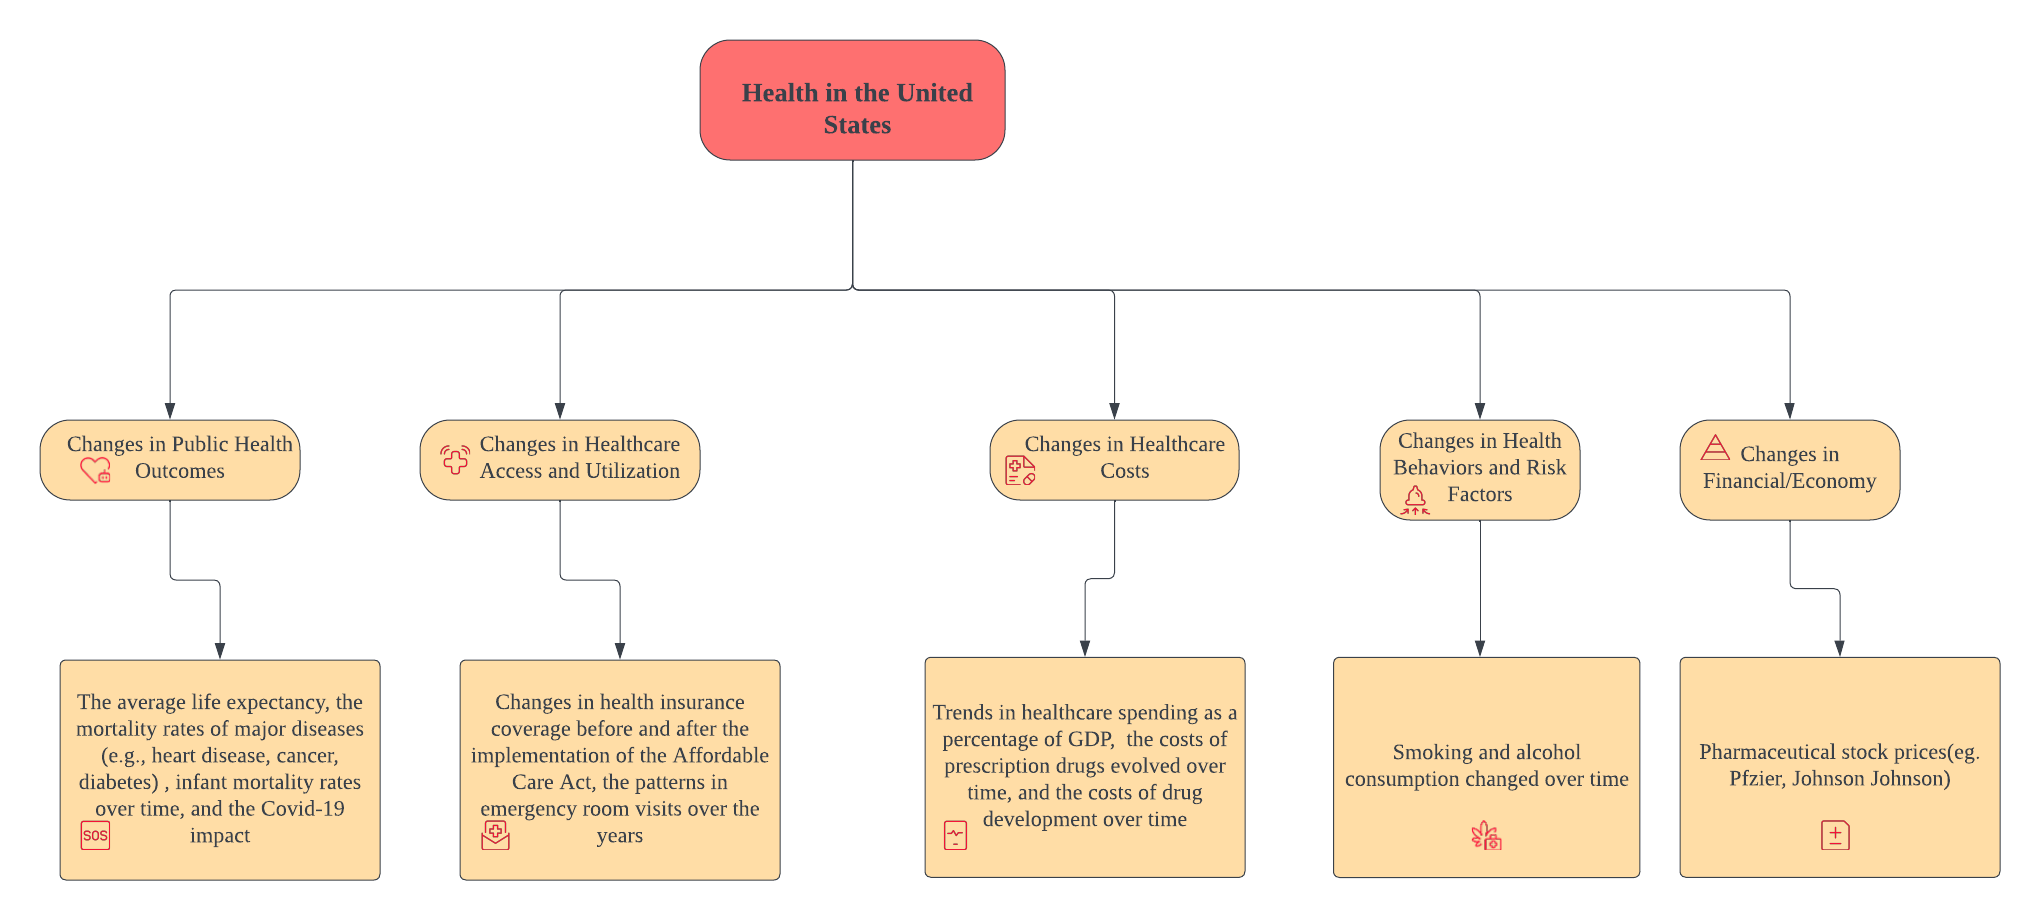 Health in the United
States
Changes in Public Health
Outcomes
Changes in Healthcare
Access and Utilization
Changes in Healthcare
Costs
Changes in Health
Behaviors and Risk
Factors
Changes in
Financial/Economy
The average life expectancy, the
mortality rates of major diseases
(e.g., heart disease, cancer,
diabetes) , infant mortality rates
over time, and the Covid-19
impact
SOS
Changes in health insurance
coverage before and after the
implementation of the Affordable
Care Act, the patterns in
emergency room visits over the
years
Trends in healthcare spending as a
percentage of GDP,  the costs of
prescription drugs evolved over
time, and the costs of drug
development over time
Smoking and alcohol
consumption changed over time
Pharmaceutical stock prices(eg.
Pfzier, Johnson Johnson)